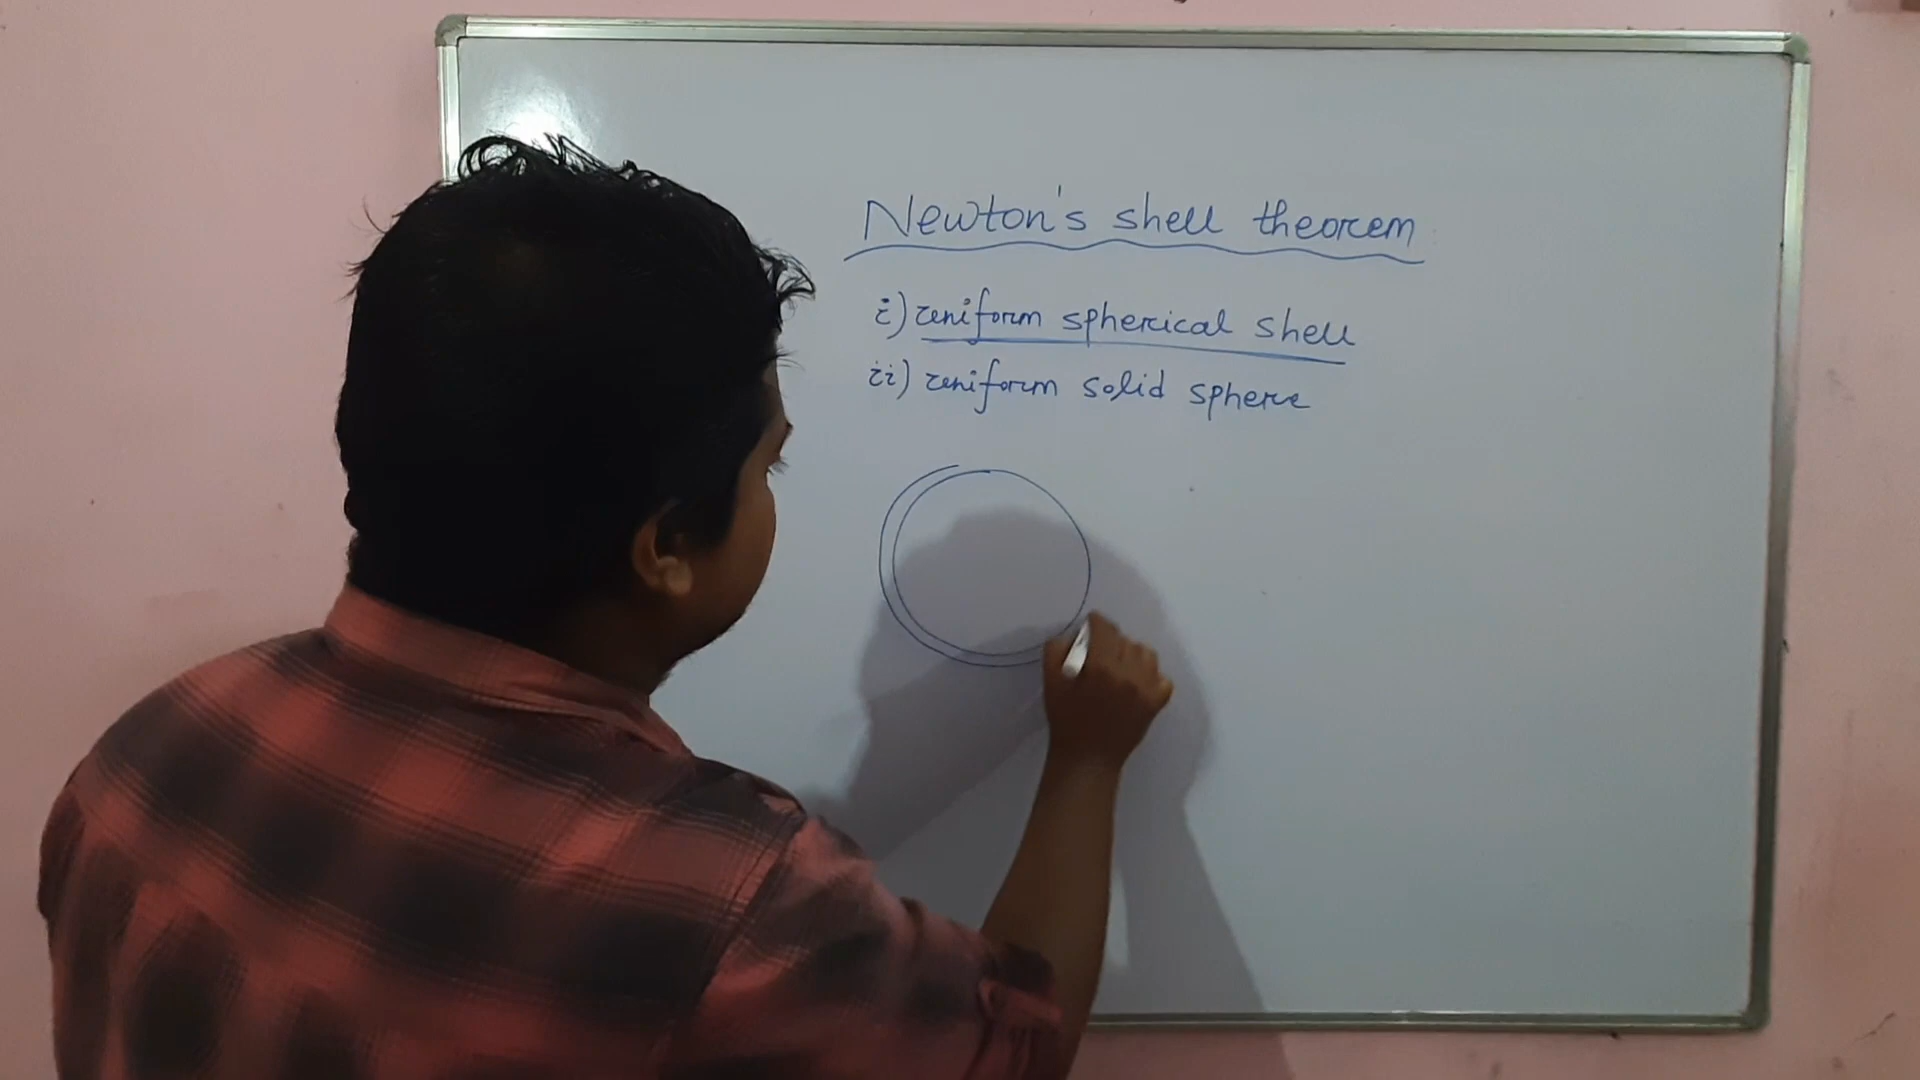 Newton's shell theorem
i) uniform spherical shell
ii) uniform solid sphere